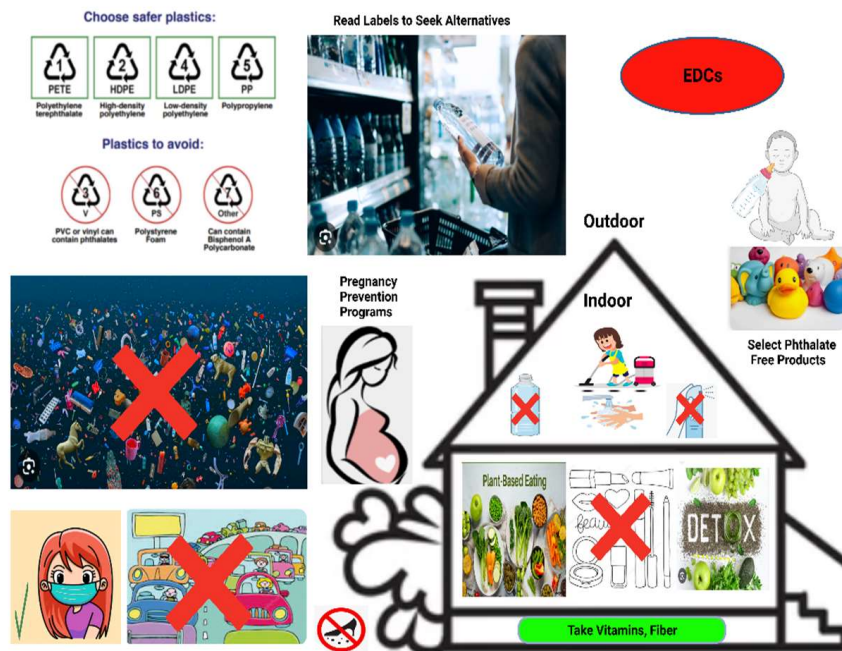 Choose safer plastics:
1
PETE
Polyethylene
terephthalate
2
HDPE
High-density
polyethylene
4
LDPE
Low-density
polyethylene
5
PP
Polypropylene
Plastics to avoid:
3
V
PVC or vinyl can
contain phthalates
6
PS
Polystyrene
Foam
7
Other
Can contain
Bisphenol A
Polycarbonate
Read Labels to Seek Alternatives
EDCs
Outdoor
Indoor
Select Phthalate
Free Products
Pregnancy
Prevention
Programs
Plant-Based Eating
DETOX
Take Vitamins, Fiber